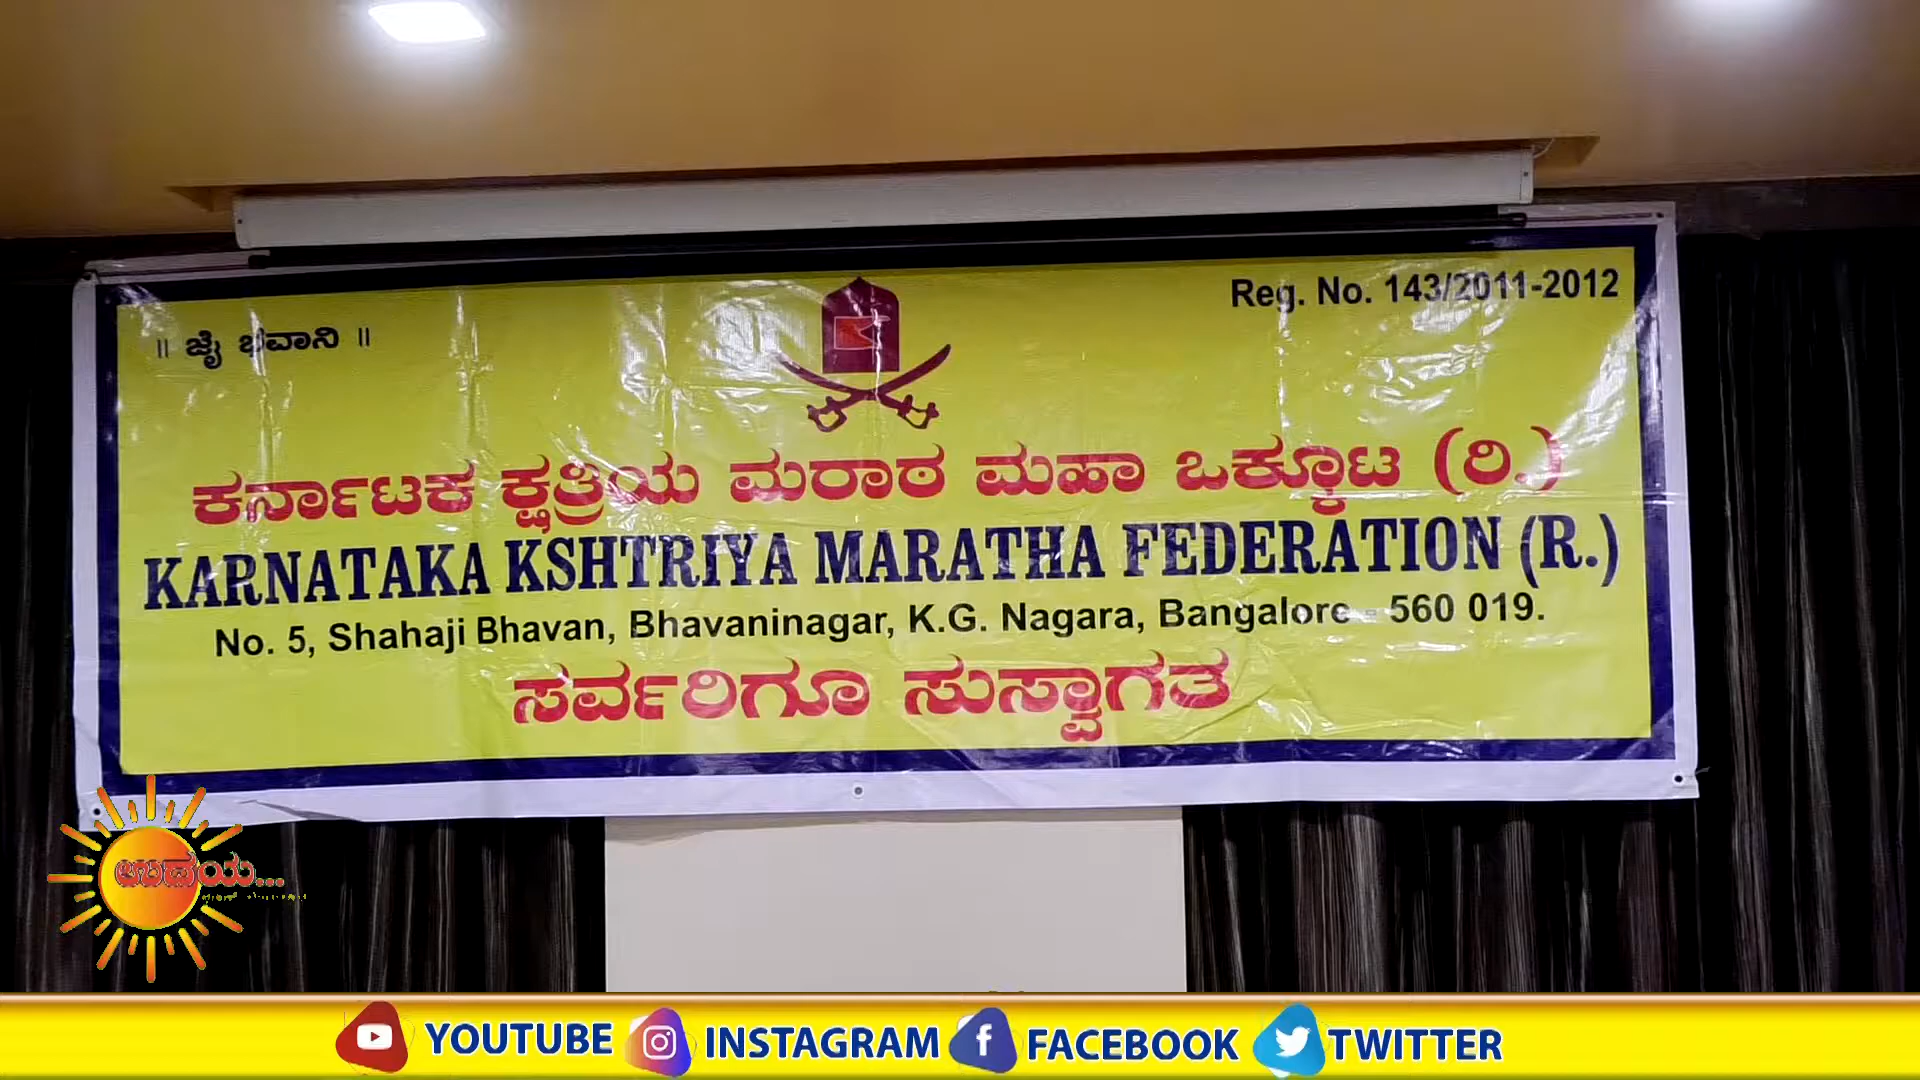 ॥ ಜೈ ಭವಾನಿ ॥
Reg. No. 143/2011-2012
ಕರ್ನಾಟಕ ಕ್ಷತ್ರಿಯ ಮರಾಠ ಮಹಾ ಒಕ್ಕೂಟ (ರಿ.)
KARNATAKA KSHTRIYA MARATHA FEDERATION (R.)
No. 5, Shahaji Bhavan, Bhavaninagar, K.G. Nagara, Bangalore - 560 019.
ಸರ್ವರಿಗೂ ಸುಸ್ವಾಗತ
ಉದಯ...
YOUTUBE INSTAGRAM FACEBOOK TWITTER